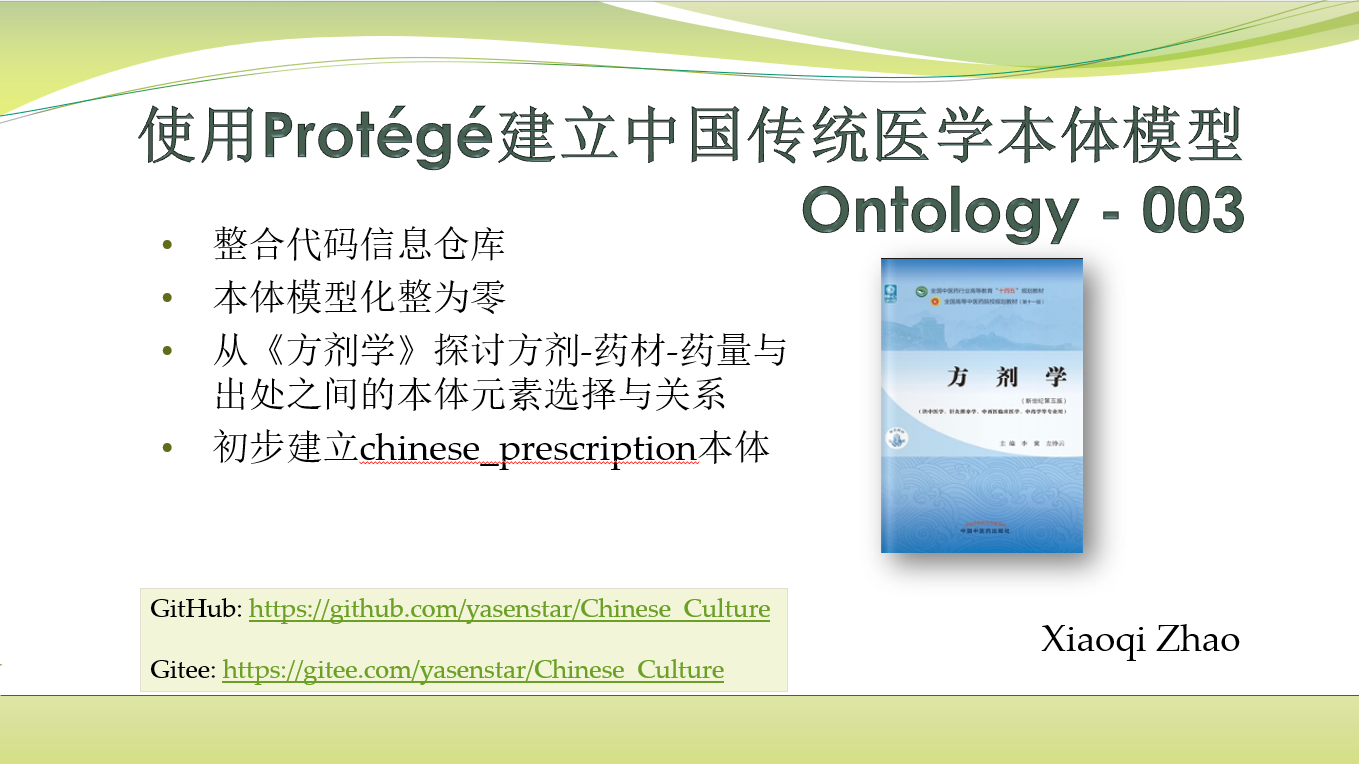 使用Protégé建立中国传统医学本体模型
Ontology - 003
• 整合代码信息仓库
• 本体模型化整为零
• 从《方剂学》探讨方剂-药材-药量与
出处之间的本体元素选择与关系
• 初步建立chinese_prescription本体
全国中医药行业高等教育“十四五”规划教材
全国高等中医药院校规划教材(第十一版)
方 剂 学
(新世纪第五版)
(供中医学、针灸推拿学、中西医临床医学、中药学等专业用)
主 编 李 冀 左铮云
中国中医药出版社
GitHub: https://github.com/yasenstar/Chinese_Culture
Gitee: https://gitee.com/yasenstar/Chinese_Culture
Xiaoqi Zhao